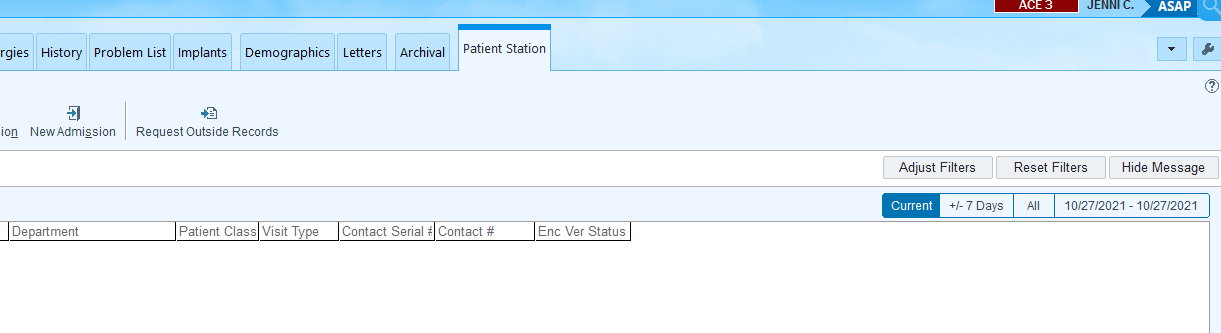 ACE 3 JENNI C. ASAP
rgies History Problem List Implants Demographics Letters Archival Patient Station
ion New Admission Request Outside Records
Adjust Filters Reset Filters Hide Message
Current +/- 7 Days All 10/27/2021 - 10/27/2021
Department Patient Class Visit Type Contact Serial # Contact # Enc Ver Status